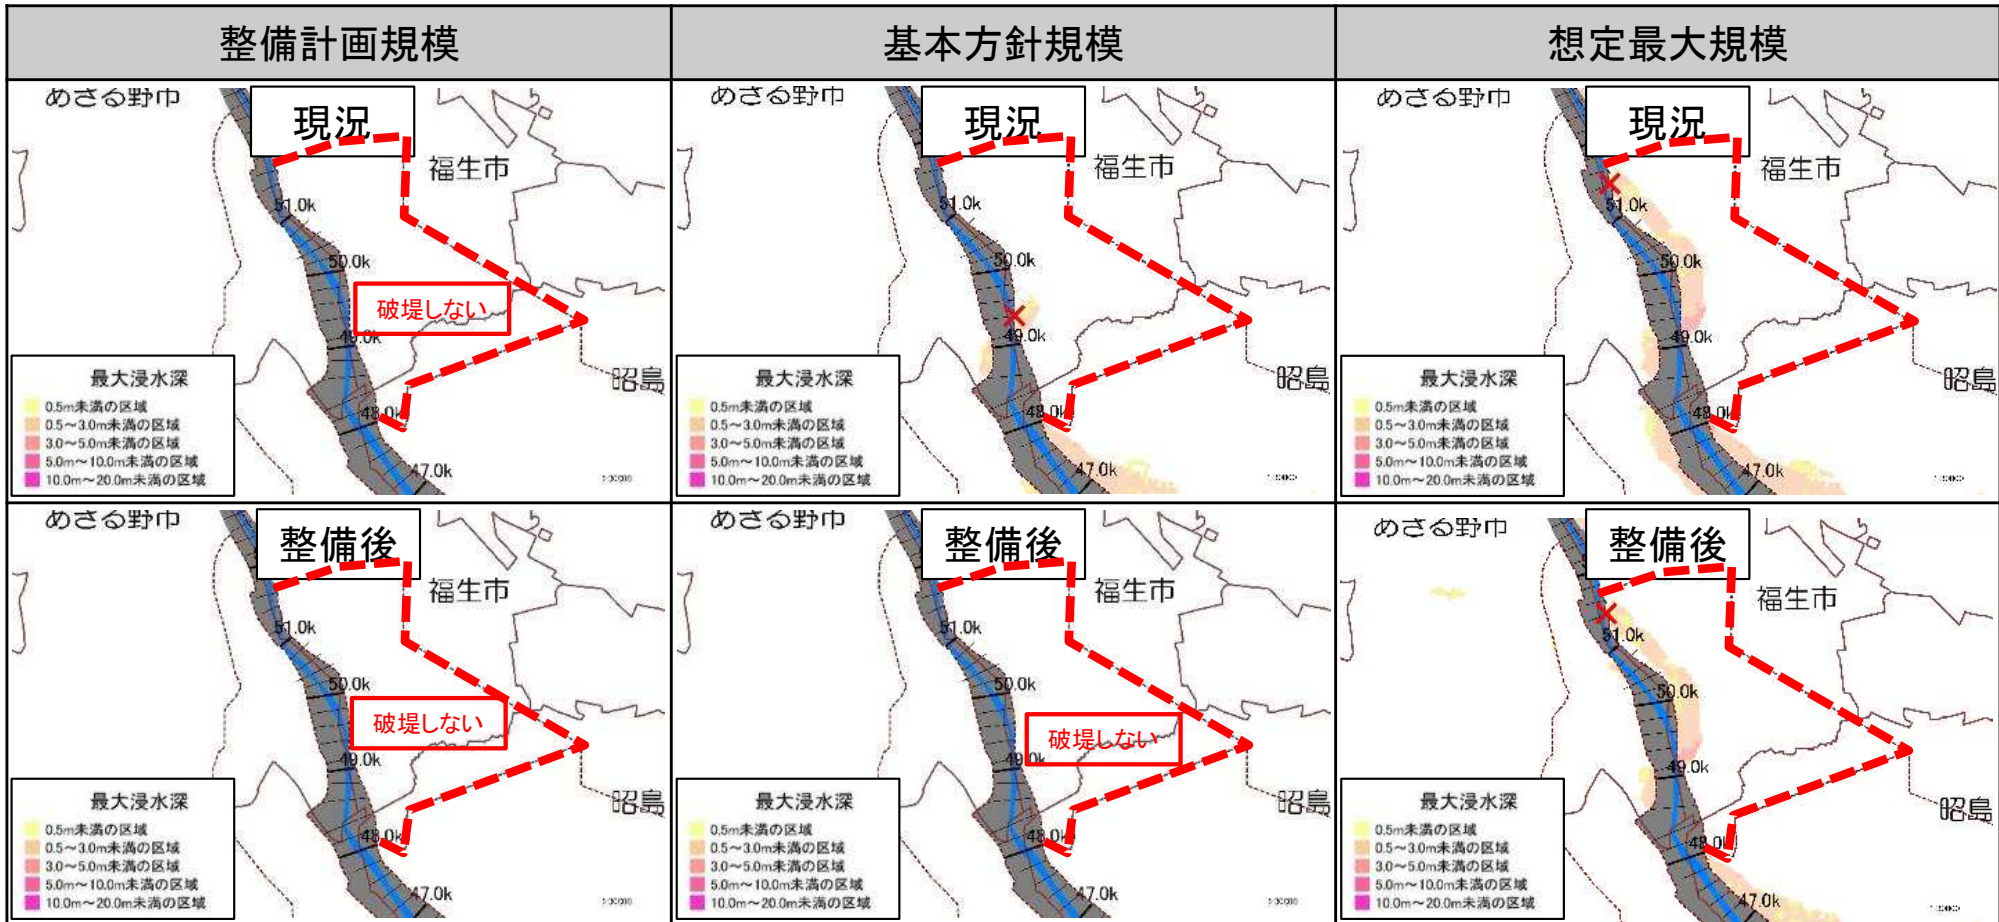 整備計画規模
基本方針規模
想定最大規模
めさる野市
現況
福生市
51.0k
50.0k
破堤しない
49.0k
昭島
48.0k
47.0k
最大浸水深
0.5m未満の区域
0.5～3.0m未満の区域
3.0～5.0m未満の区域
5.0m～10.0m未満の区域
10.0m～20.0m未満の区域
めさる野市
現況
福生市
51.0k
50.0k
49.0k
昭島
48.0k
47.0k
最大浸水深
0.5m未満の区域
0.5～3.0m未満の区域
3.0～5.0m未満の区域
5.0m～10.0m未満の区域
10.0m～20.0m未満の区域
めさる野市
現況
福生市
51.0k
50.0k
49.0k
昭島
48.0k
47.0k
最大浸水深
0.5m未満の区域
0.5～3.0m未満の区域
3.0～5.0m未満の区域
5.0m～10.0m未満の区域
10.0m～20.0m未満の区域
めさる野市
整備後
福生市
51.0k
50.0k
破堤しない
49.0k
昭島
48.0k
47.0k
最大浸水深
0.5m未満の区域
0.5～3.0m未満の区域
3.0～5.0m未満の区域
5.0m～10.0m未満の区域
10.0m～20.0m未満の区域
めさる野市
整備後
福生市
51.0k
50.0k
破堤しない
49.0k
昭島
48.0k
47.0k
最大浸水深
0.5m未満の区域
0.5～3.0m未満の区域
3.0～5.0m未満の区域
5.0m～10.0m未満の区域
10.0m～20.0m未満の区域
めさる野市
整備後
福生市
51.0k
50.0k
49.0k
昭島
48.0k
47.0k
最大浸水深
0.5m未満の区域
0.5～3.0m未満の区域
3.0～5.0m未満の区域
5.0m～10.0m未満の区域
10.0m～20.0m未満の区域